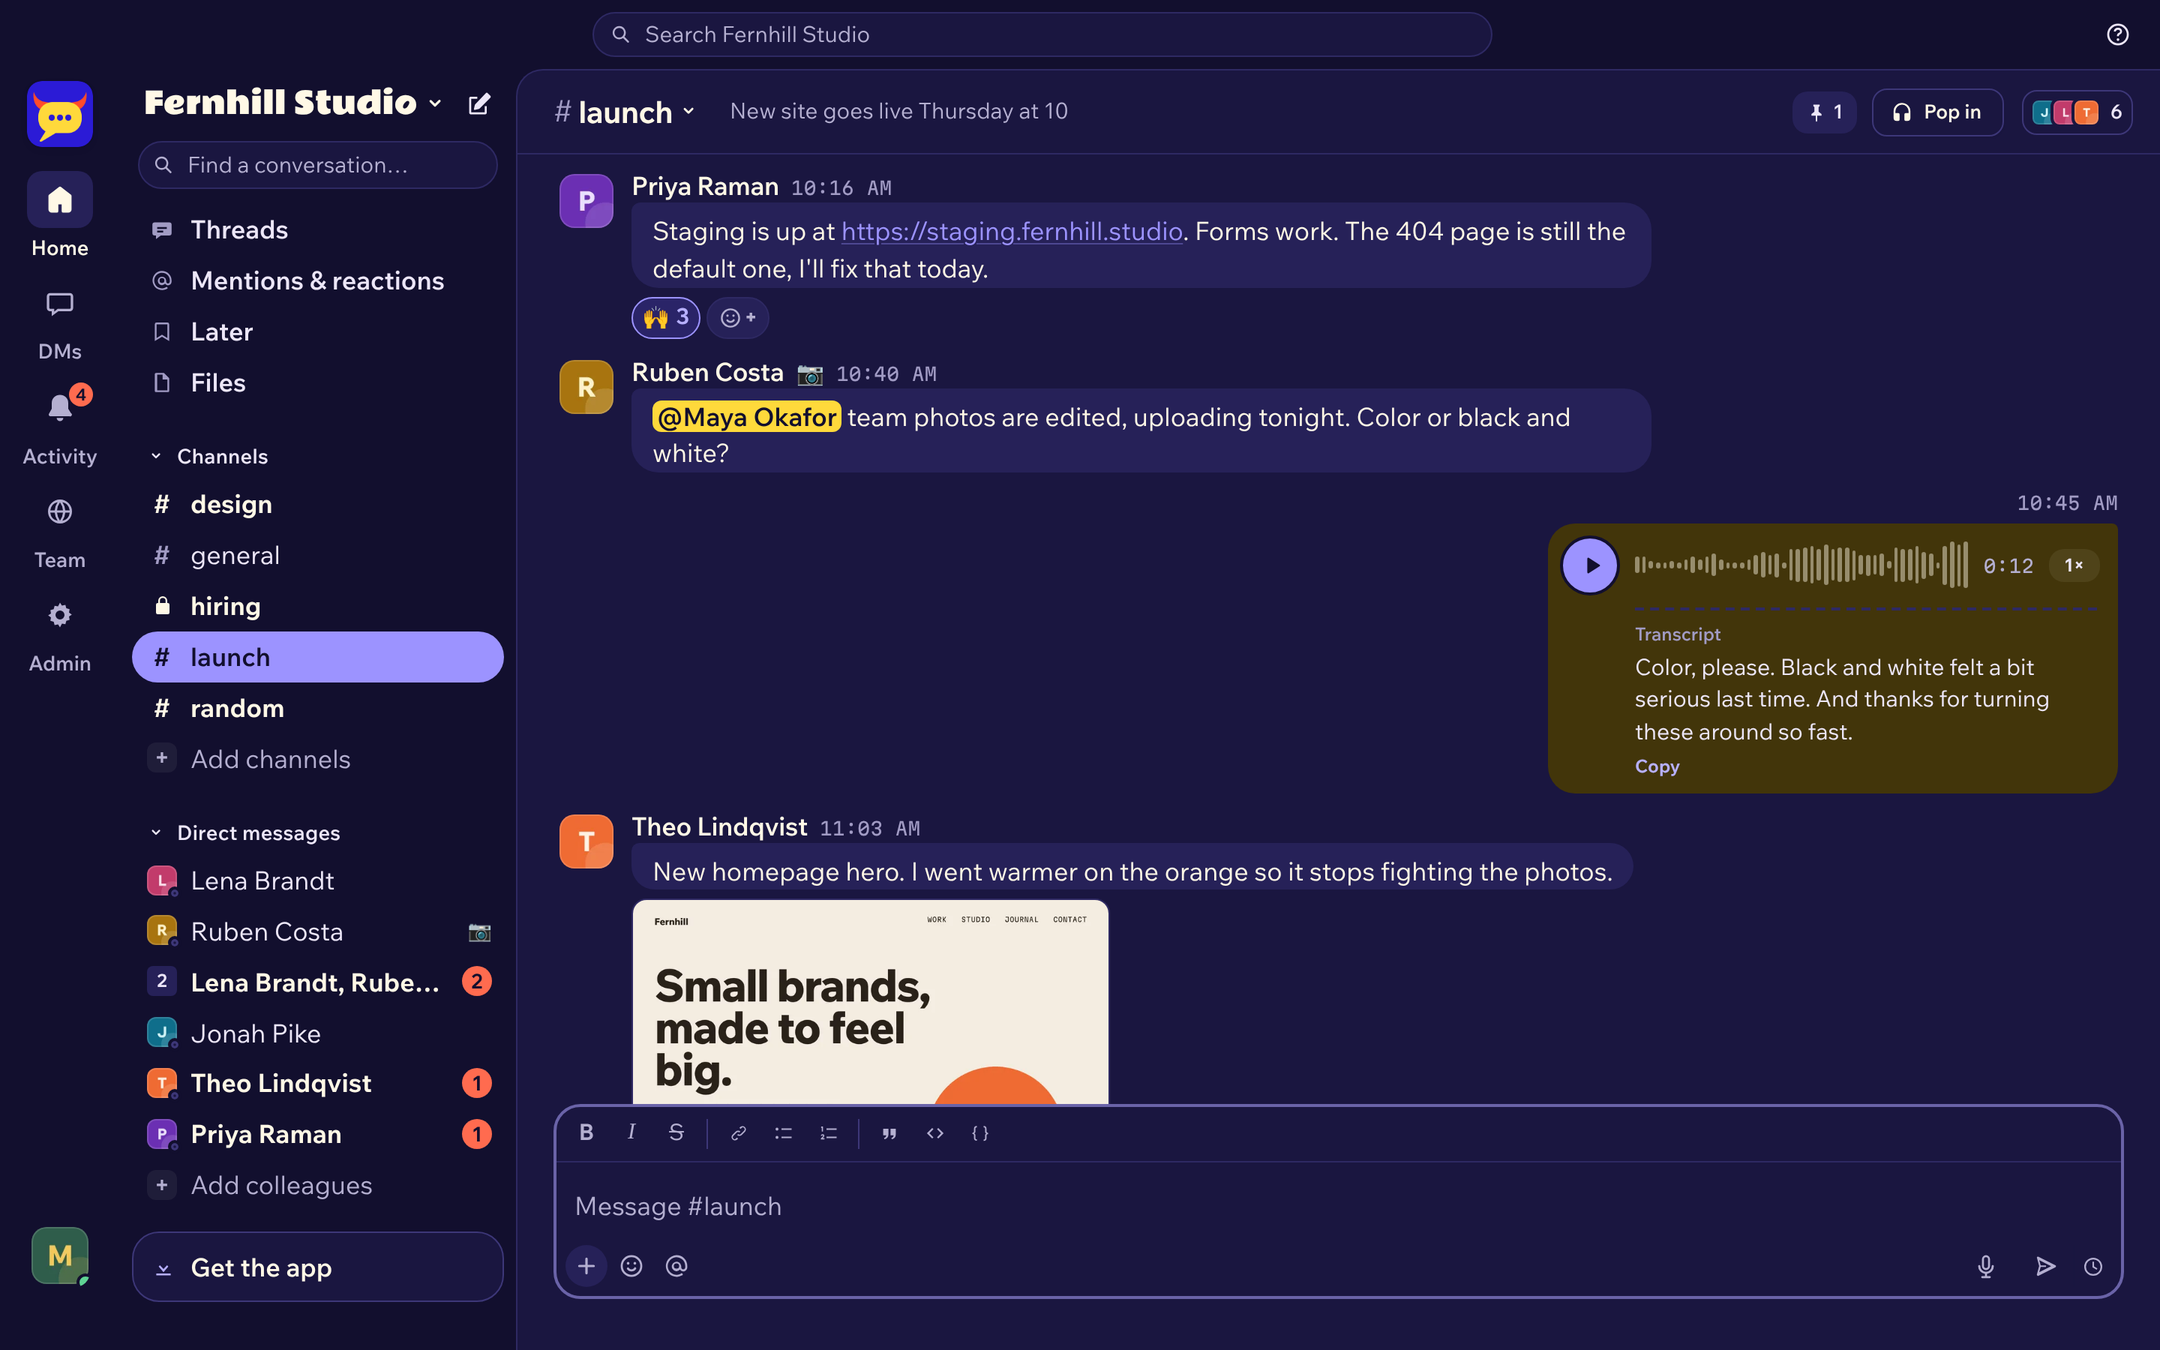 Search Fernhill Studio
Home
DMs
4
Activity
Team
Admin
M
Fernhill Studio
Find a conversation...
Threads
Mentions & reactions
Later
Files
Channels
# design
# general
hiring
# launch
# random
+ Add channels
Direct messages
L Lena Brandt
R Ruben Costa
2 Lena Brandt, Rube... 2
J Jonah Pike
T Theo Lindqvist 1
P Priya Raman 1
+ Add colleagues
Get the app
# launch
New site goes live Thursday at 10
1
Pop in
J L T 6
P
Priya Raman 10:16 AM
Staging is up at https://staging.fernhill.studio. Forms work. The 404 page is still the
default one, I'll fix that today.
🙌 3
R
Ruben Costa 📷 10:40 AM
@Maya Okafor team photos are edited, uploading tonight. Color or black and
white?
10:45 AM
0:12 1×
Transcript
Color, please. Black and white felt a bit
serious last time. And thanks for turning
these around so fast.
Copy
T
Theo Lindqvist 11:03 AM
New homepage hero. I went warmer on the orange so it stops fighting the photos.
Fernhill
WORK STUDIO JOURNAL CONTACT
Small brands,
made to feel
big.
B I S
Message #launch